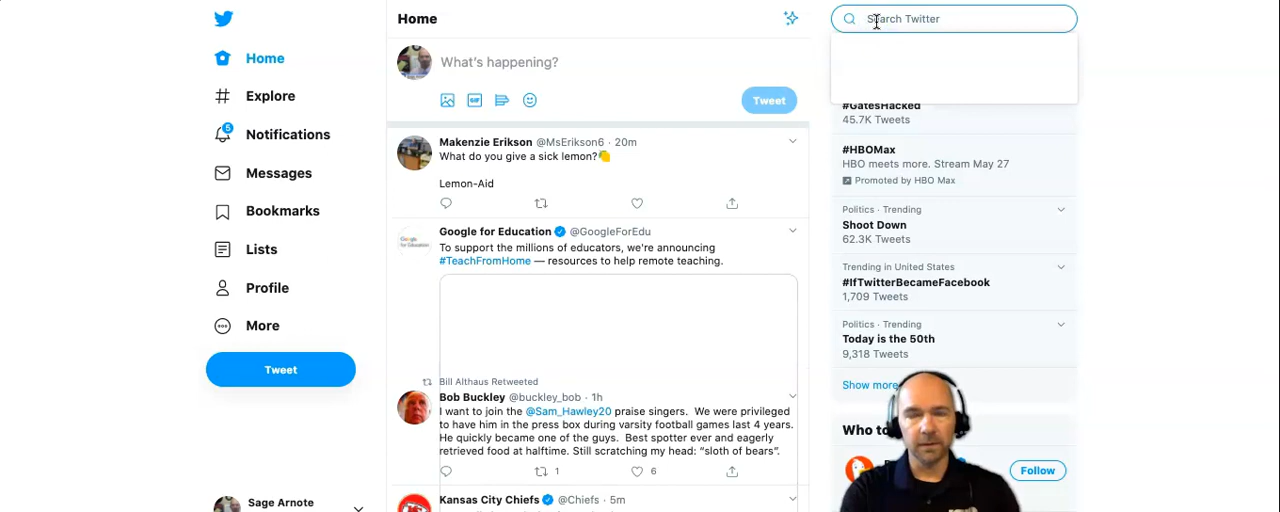 Home
Search Twitter
Home
What's happening?
Explore
GIF
Tweet
#GatesHacked
45.7K Tweets
5
Notifications
Makenzie Erikson @MsErikson6 · 20m
What do you give a sick lemon?🍋
Lemon-Aid
#HBOMax
HBO meets more. Stream May 27
Promoted by HBO Max
Messages
Bookmarks
Politics · Trending
Shoot Down
62.3K Tweets
Google for Education @GoogleForEdu
To support the millions of educators, we're announcing
#TeachFromHome — resources to help remote teaching.
Lists
Trending in United States
#IfTwitterBecameFacebook
1,709 Tweets
Profile
More
Politics · Trending
Today is the 50th
9,318 Tweets
Tweet
Show more
Bill Althaus Retweeted
Bob Buckley @buckley_bob · 1h
I want to join the @Sam_Hawley20 praise singers. We were privileged
to have him in the press box during varsity football games last 4 years.
He quickly became one of the guys. Best spotter ever and eagerly
retrieved food at halftime. Still scratching my head: "sloth of bears".
1
6
Who to
Follow
Sage Arnote
Kansas City Chiefs @Chiefs · 5m